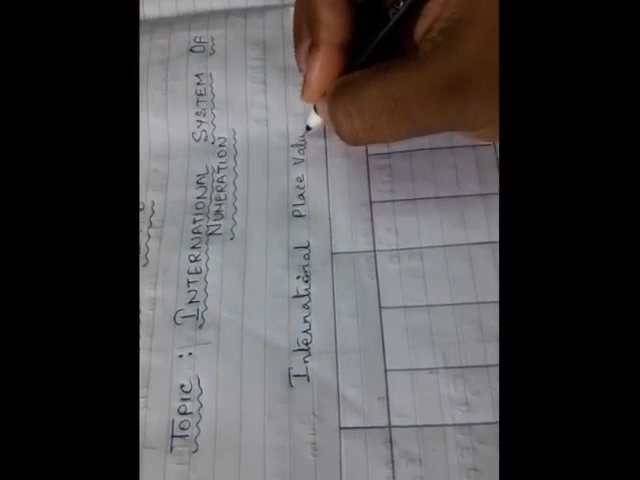 TOPIC : INTERNATIONAL SYSTEM OF
NUMERATION
International Place Valu